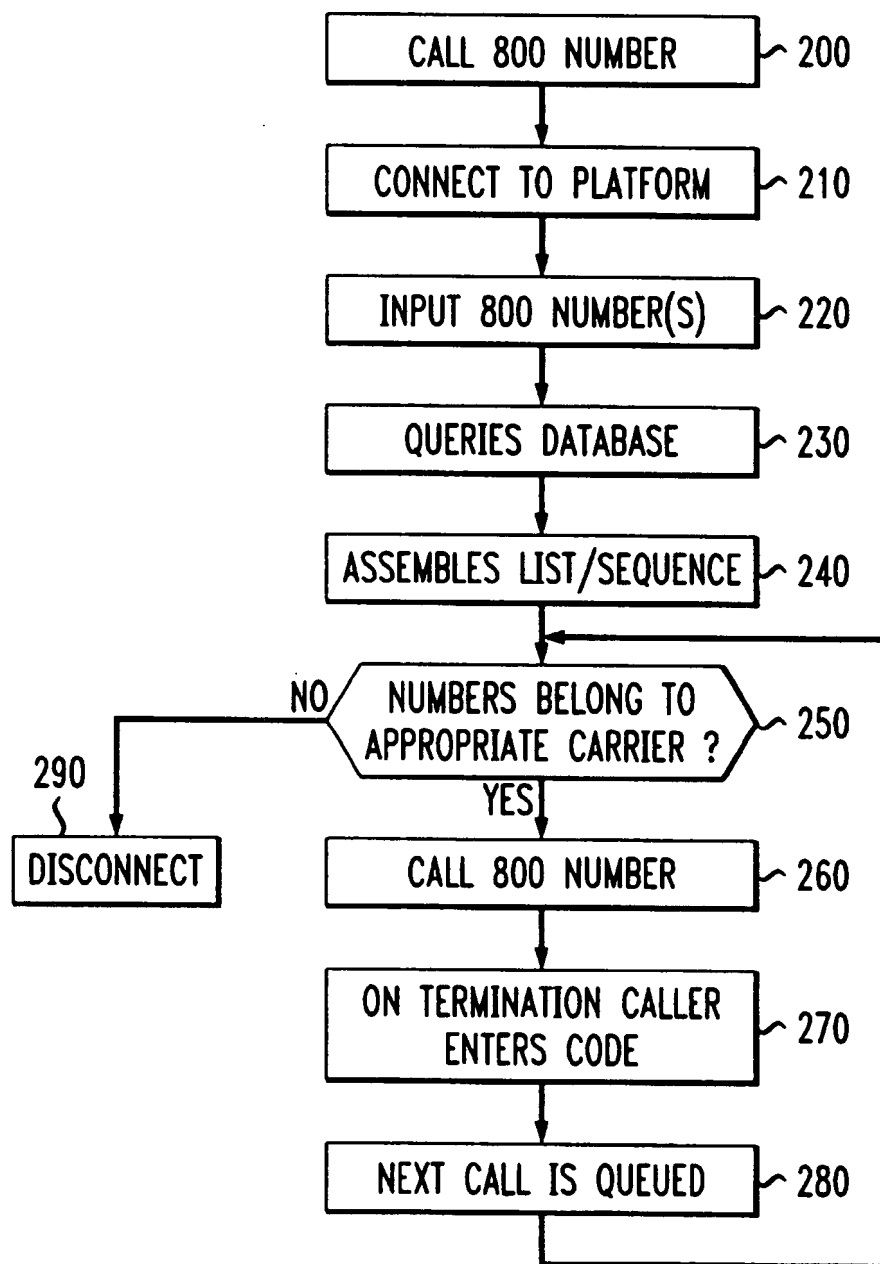 CALL 800 NUMBER
200
CONNECT TO PLATFORM
210
INPUT 800 NUMBER(S)
220
QUERIES DATABASE
230
ASSEMBLES LIST/SEQUENCE
240
NO
NUMBERS BELONG TO
APPROPRIATE CARRIER ?
250
290
YES
DISCONNECT
CALL 800 NUMBER
260
ON TERMINATION CALLER
ENTERS CODE
270
NEXT CALL IS QUEUED
280